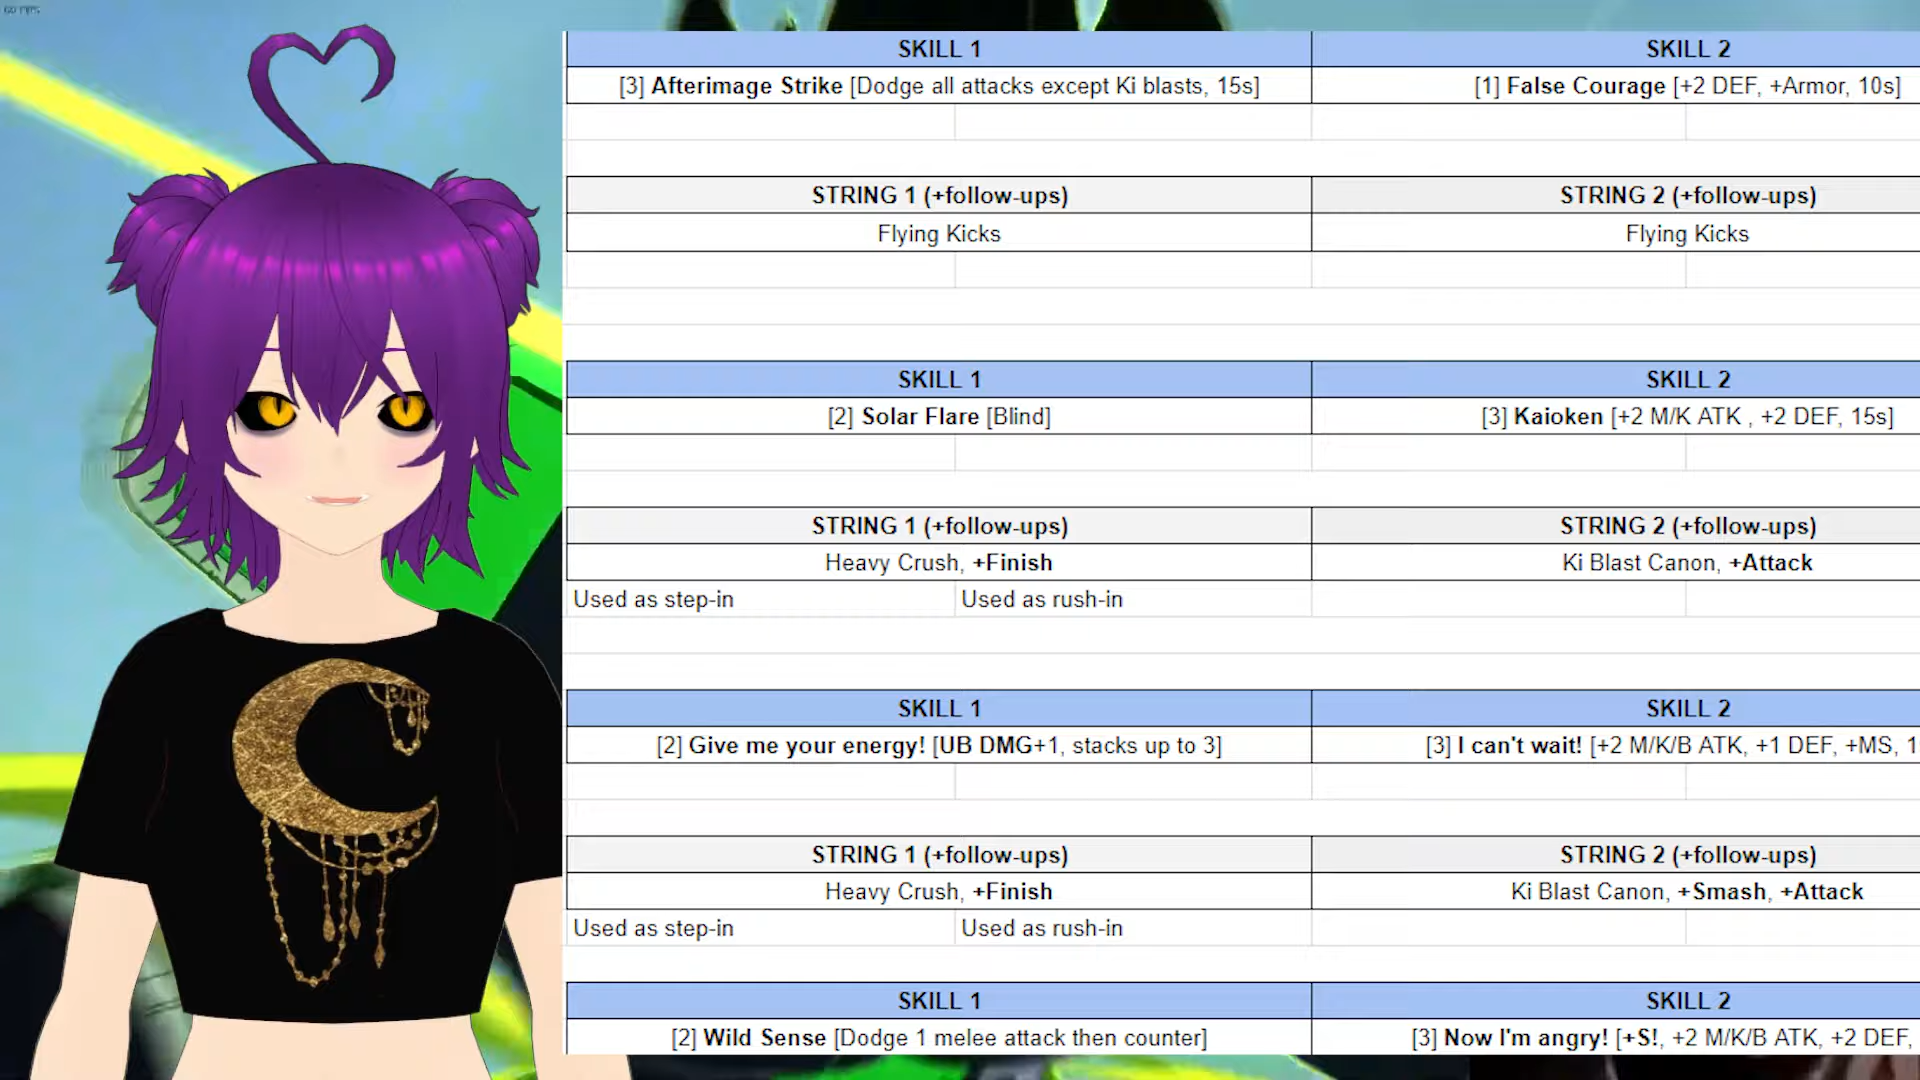 60 FPS
SKILL 1 SKILL 2
[3] Afterimage Strike [Dodge all attacks except Ki blasts, 15s] [1] False Courage [+2 DEF, +Armor, 10s]
STRING 1 (+follow-ups) STRING 2 (+follow-ups)
Flying Kicks Flying Kicks
SKILL 1 SKILL 2
[2] Solar Flare [Blind] [3] Kaioken [+2 M/K ATK , +2 DEF, 15s]
STRING 1 (+follow-ups) STRING 2 (+follow-ups)
Heavy Crush, +Finish Ki Blast Canon, +Attack
Used as step-in Used as rush-in
SKILL 1 SKILL 2
[2] Give me your energy! [UB DMG+1, stacks up to 3] [3] I can't wait! [+2 M/K/B ATK, +1 DEF, +MS, 1
STRING 1 (+follow-ups) STRING 2 (+follow-ups)
Heavy Crush, +Finish Ki Blast Canon, +Smash, +Attack
Used as step-in Used as rush-in
SKILL 1 SKILL 2
[2] Wild Sense [Dodge 1 melee attack then counter] [3] Now I'm angry! [+S!, +2 M/K/B ATK, +2 DEF,